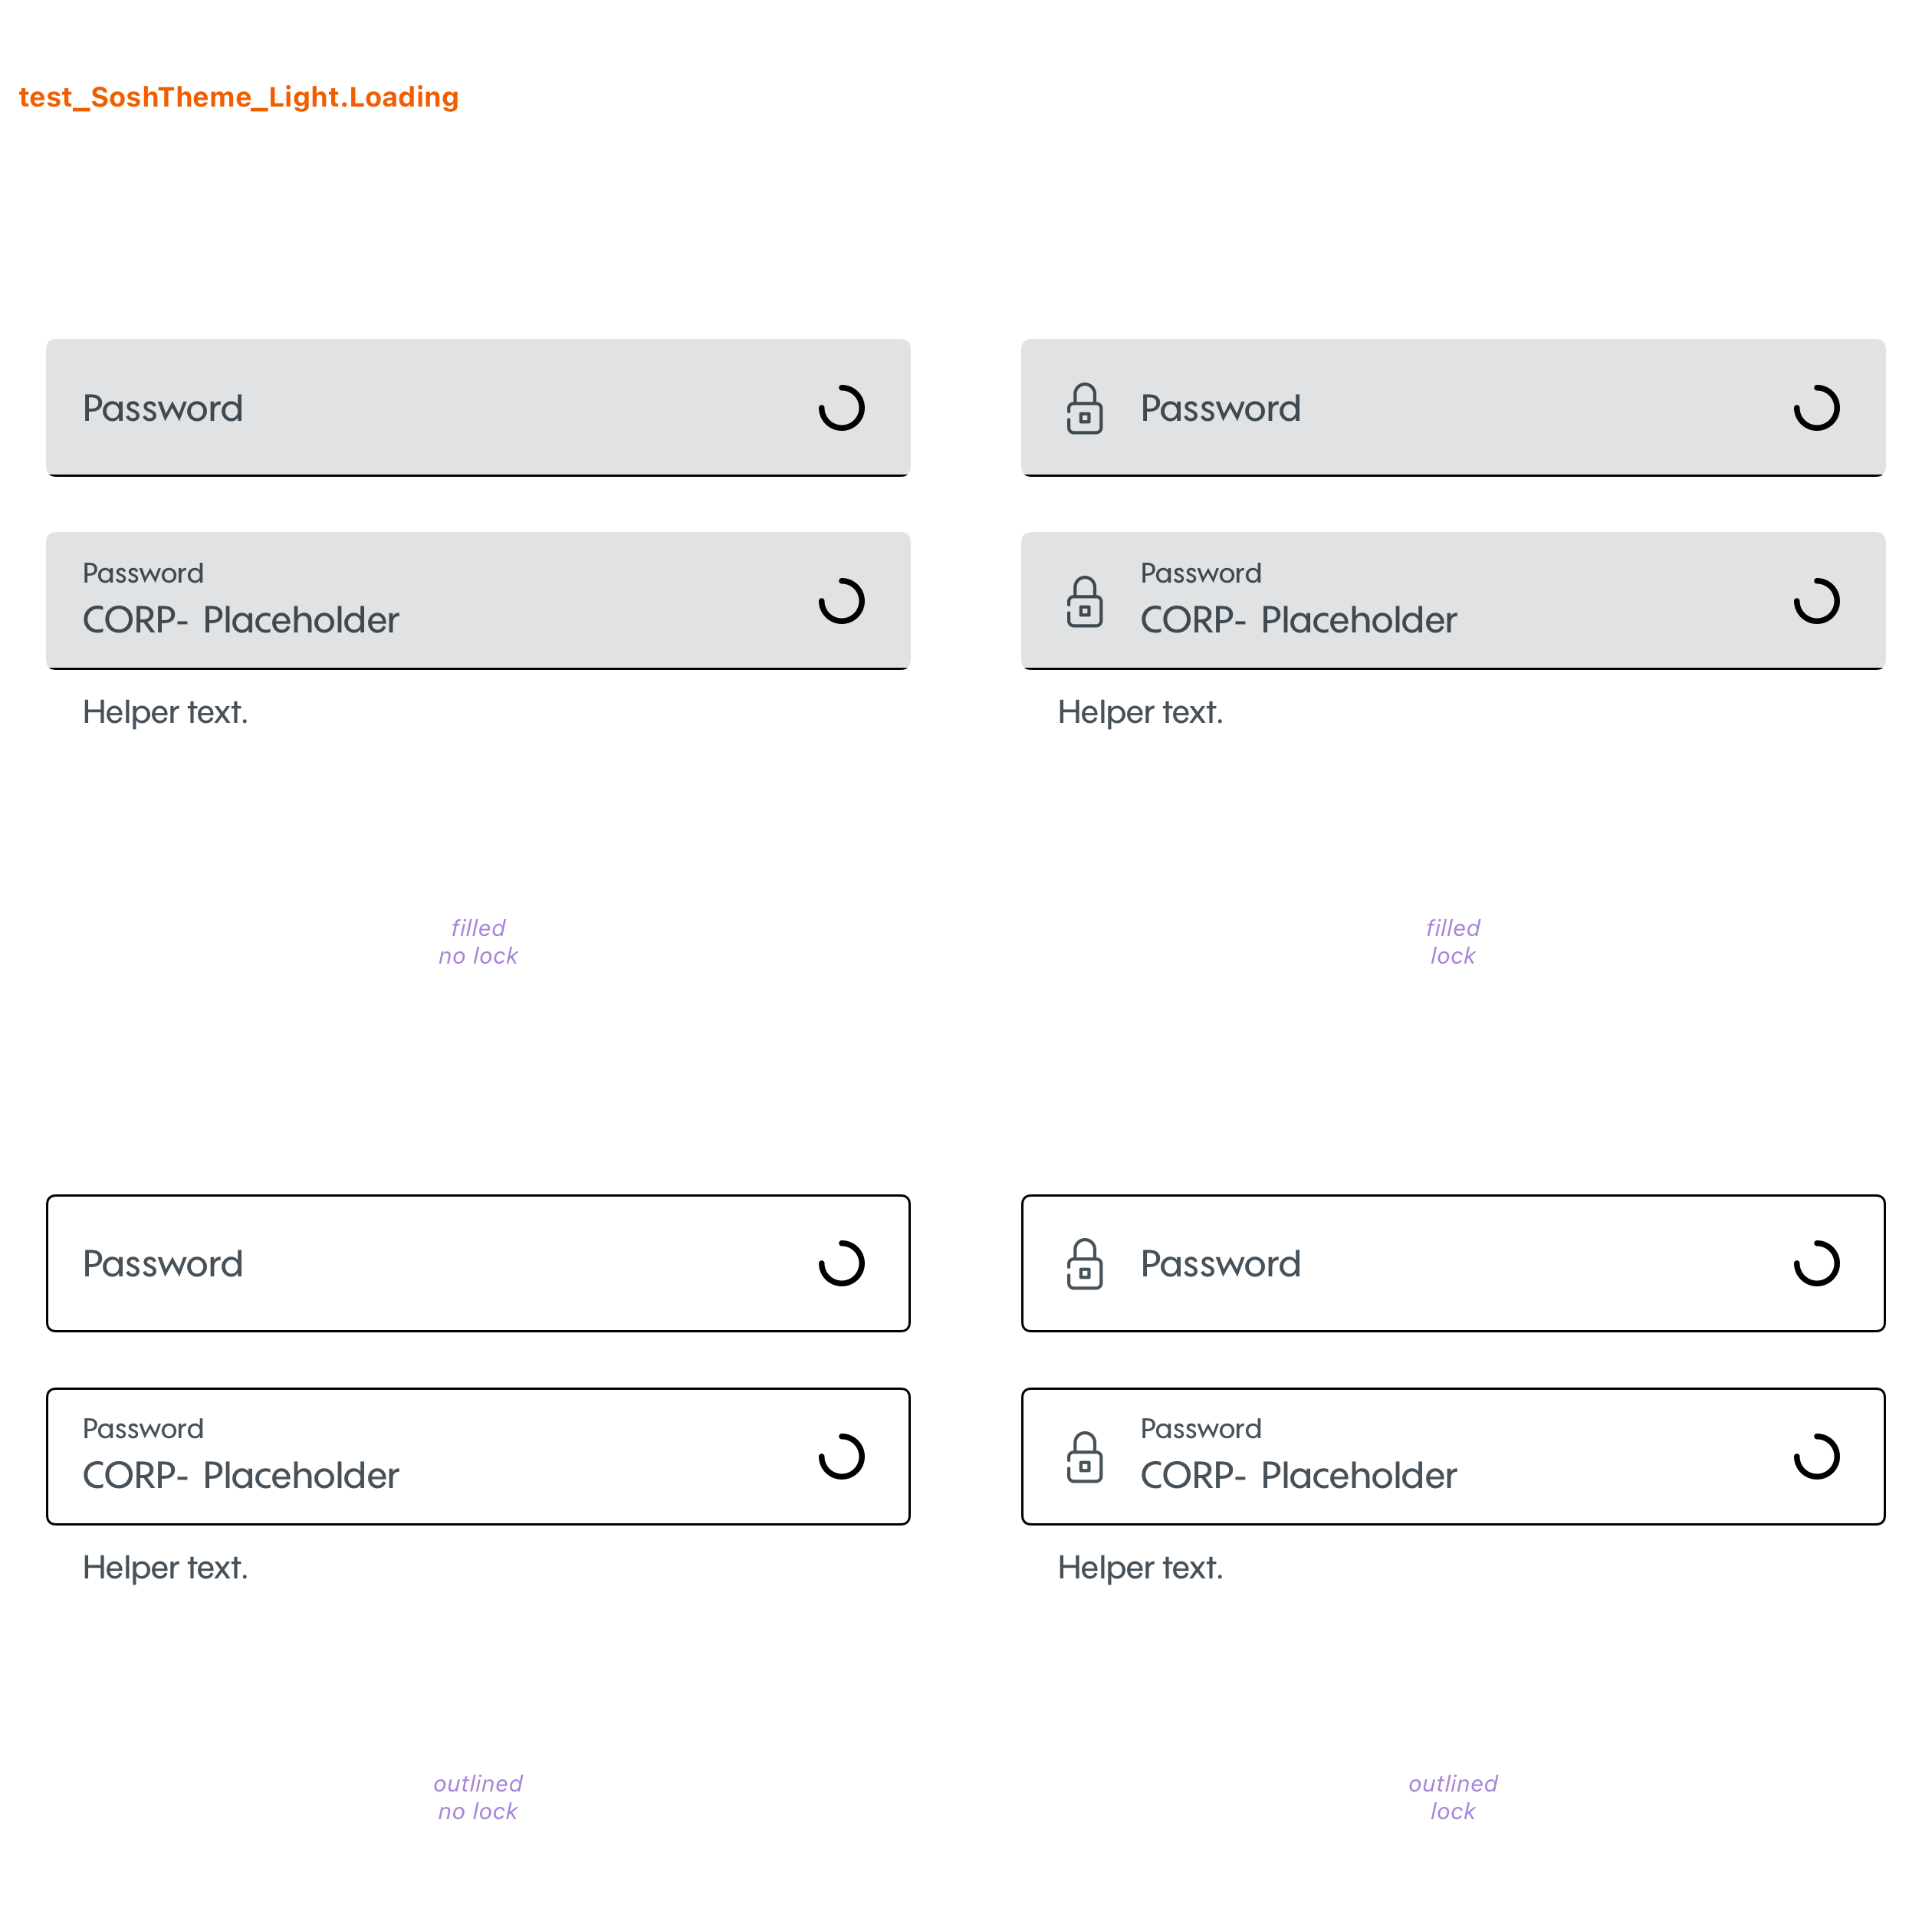 test_SoshTheme_Light.Loading
Password
Password
CORP- Placeholder
Helper text.
filled
no lock
Password
Password
CORP- Placeholder
Helper text.
filled
lock
Password
Password
CORP- Placeholder
Helper text.
outlined
no lock
Password
Password
CORP- Placeholder
Helper text.
outlined
lock